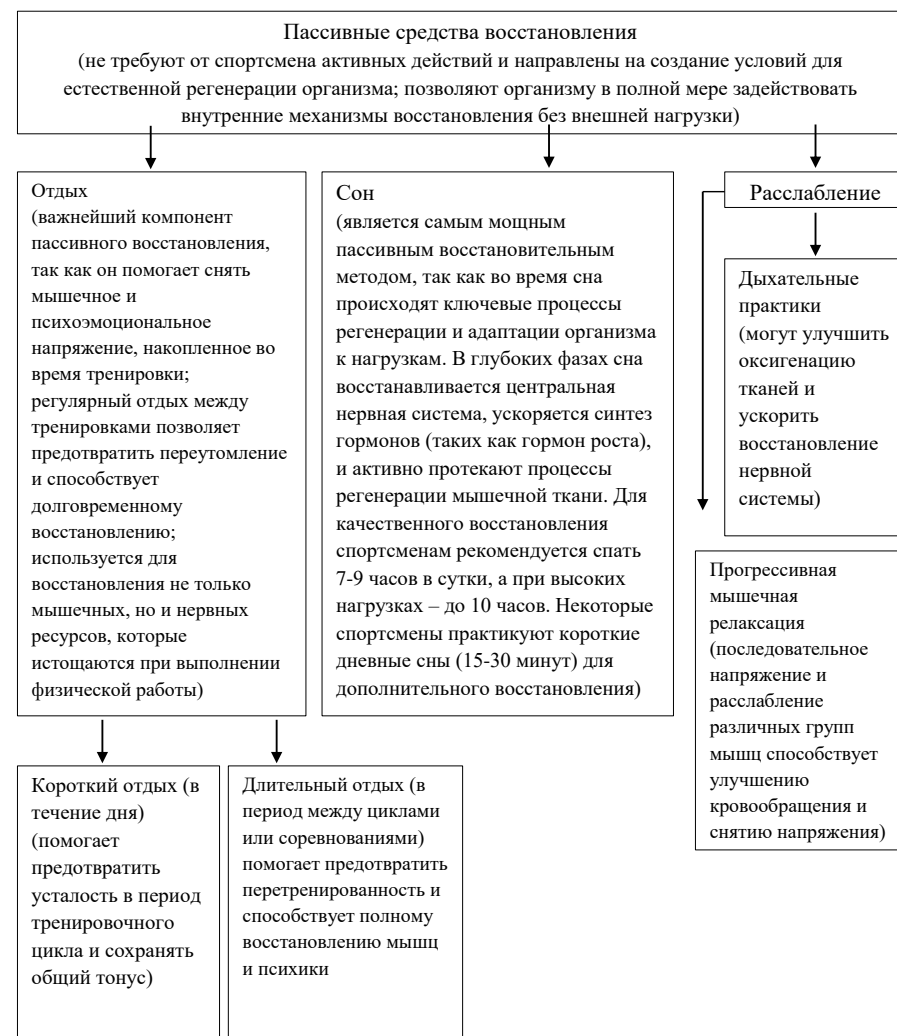 Пассивные средства восстановления
(не требуют от спортсмена активных действий и направлены на создание условий для
естественной регенерации организма; позволяют организму в полной мере задействовать
внутренние механизмы восстановления без внешней нагрузки)
Отдых
(важнейший компонент
пассивного восстановления,
так как он помогает снять
мышечное и
психоэмоциональное
напряжение, накопленное во
время тренировки;
регулярный отдых между
тренировками позволяет
предотвратить переутомление
и способствует
долговременному
восстановлению;
используется для
восстановления не только
мышечных, но и нервных
ресурсов, которые
истощаются при выполнении
физической работы)
Короткий отдых (в
течение дня)
(помогает
предотвратить
усталость в период
тренировочного
цикла и сохранять
общий тонус)
Длительный отдых (в
период между циклами
или соревнованиями)
помогает предотвратить
перетренированность и
способствует полному
восстановлению мышц
и психики
Сон
(является самым мощным
пассивным восстановительным
методом, так как во время сна
происходят ключевые процессы
регенерации и адаптации организма
к нагрузкам. В глубоких фазах сна
восстанавливается центральная
нервная система, ускоряется синтез
гормонов (таких как гормон роста),
и активно протекают процессы
регенерации мышечной ткани. Для
качественного восстановления
спортсменам рекомендуется спать
7-9 часов в сутки, а при высоких
нагрузках – до 10 часов. Некоторые
спортсмены практикуют короткие
дневные сны (15-30 минут) для
дополнительного восстановления)
Расслабление
Дыхательные
практики
(могут улучшить
оксигенацию
тканей и
ускорить
восстановление
нервной
системы)
Прогрессивная
мышечная
релаксация
(последовательное
напряжение и
расслабление
различных групп
мышц способствует
улучшению
кровообращения и
снятию напряжения)